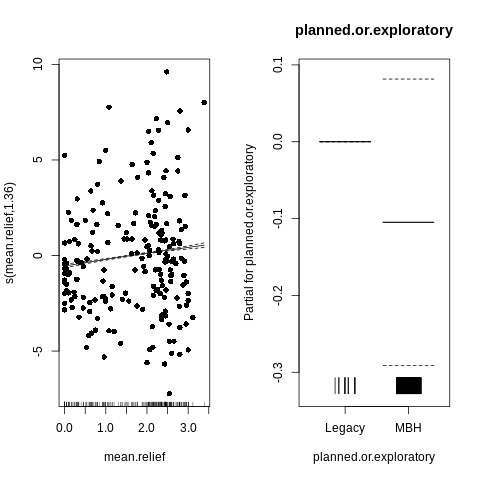 planned.or.exploratory
s(mean.relief,1.36)
10
5
0
-5
0.0
1.0
2.0
3.0
mean.relief
Partial for planned.or.exploratory
0.1
0.0
-0.1
-0.2
-0.3
Legacy
MBH
planned.or.exploratory